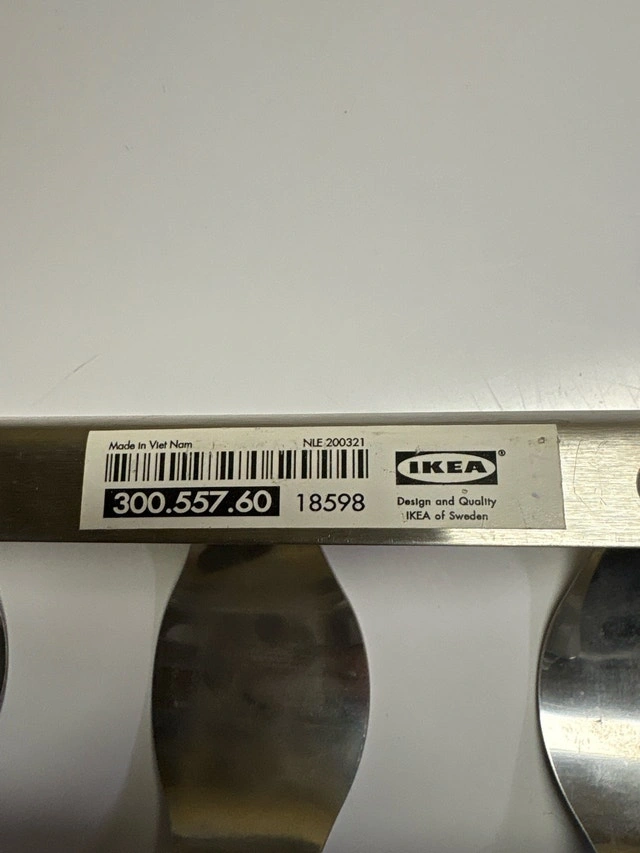 Made in Viet Nam NLE 200321
300.557.60 18598
IKEA®
Design and Quality
IKEA of Sweden